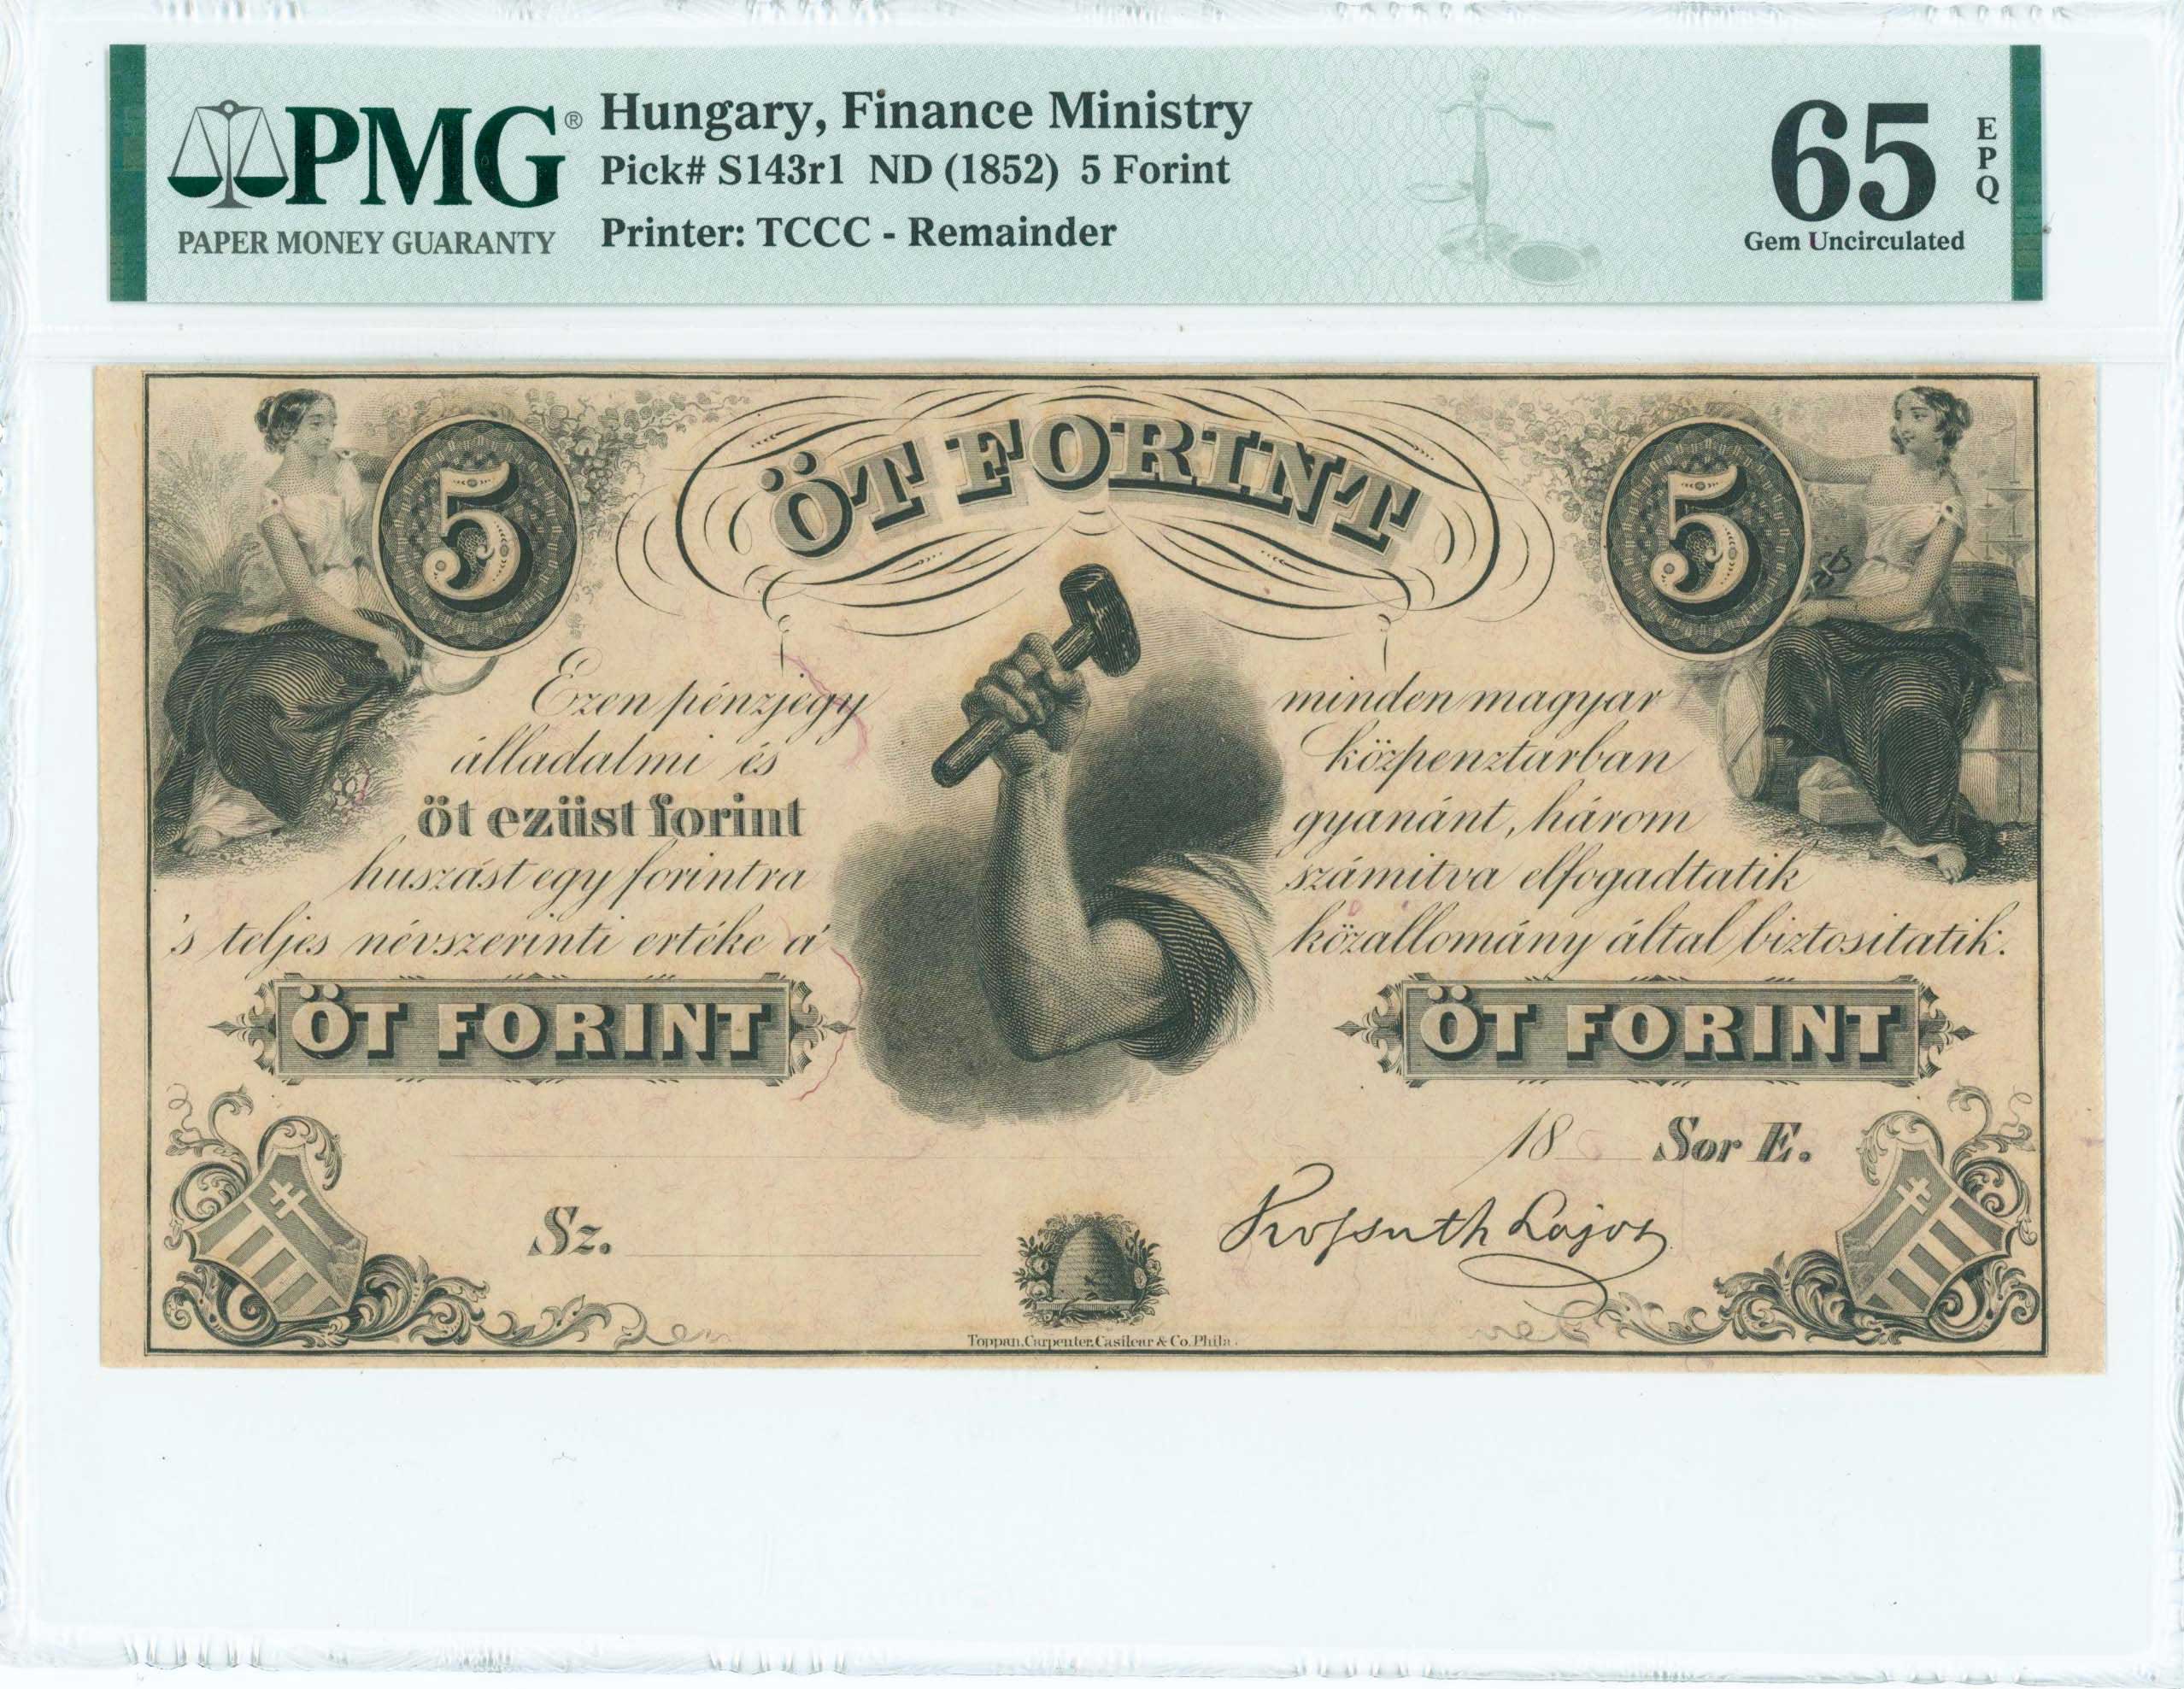 PMG®
PAPER MONEY GUARANTY
Hungary, Finance Ministry
Pick# S143r1 ND (1852) 5 Forint
Printer: TCCC - Remainder
65 EPQ
Gem Uncirculated
5 ÖT FORINT 5
Ezen pénzjegy minden magyar
álladalmi és közpenztarban
öt ezüst forint gyanánt, három
huszást egy forintra számitva elfogadtatik
's teljes névszerinti ertéke a' közallomány által biztositatik.
ÖT FORINT ÖT FORINT
18 Sor E.
Sz. Kossuth Lajos
Toppan, Carpenter, Casilear & Co. Phila.